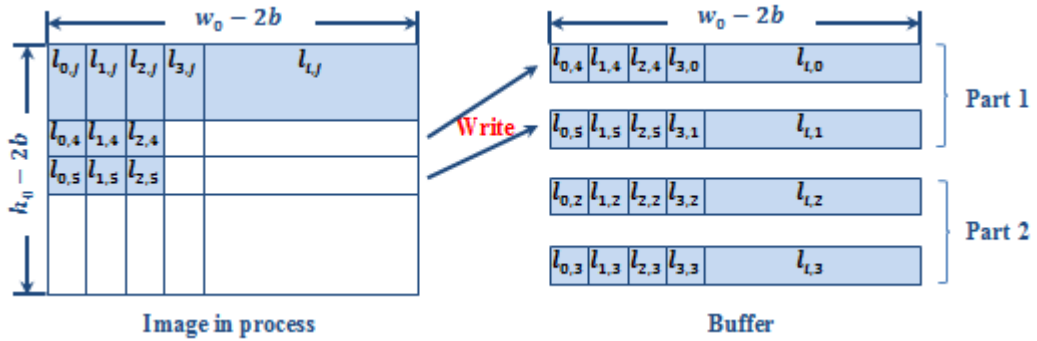 w₀ − 2b w₀ − 2b
l₀,j l₁,j l₂,j l₃,j lᵢ,j l₀,₄ l₁,₄ l₂,₄ l₃,₀ lᵢ,₀
Part 1
Write
l₀,₄ l₁,₄ l₂,₄ l₀,₅ l₁,₅ l₂,₅ l₃,₁ lᵢ,₁
l₀,₅ l₁,₅ l₂,₅
h₀ − 2b
l₀,₂ l₁,₂ l₂,₂ l₃,₂ lᵢ,₂
Part 2
l₀,₃ l₁,₃ l₂,₃ l₃,₃ lᵢ,₃
Image in process Buffer